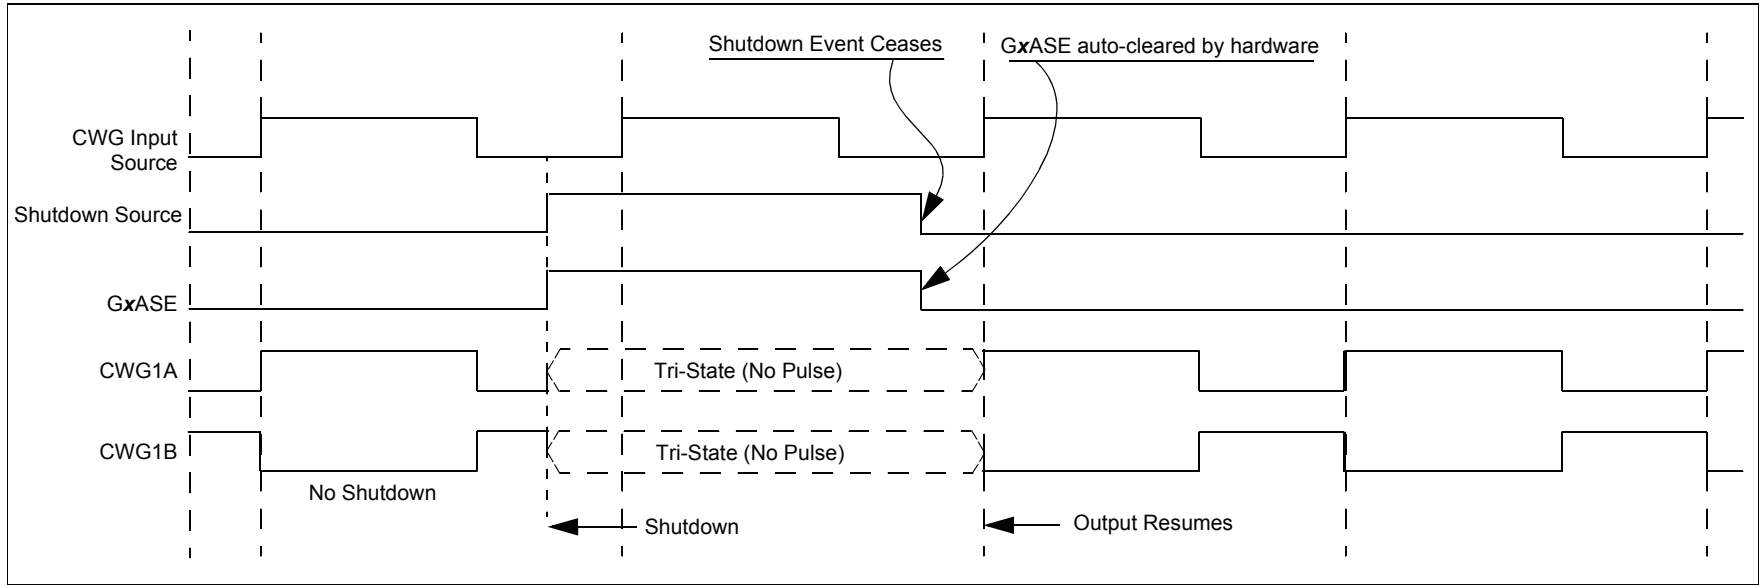 Shutdown Event Ceases
GxASE auto-cleared by hardware
CWG Input
Source
Shutdown Source
GxASE
CWG1A
Tri-State (No Pulse)
CWG1B
Tri-State (No Pulse)
No Shutdown
Shutdown
Output Resumes